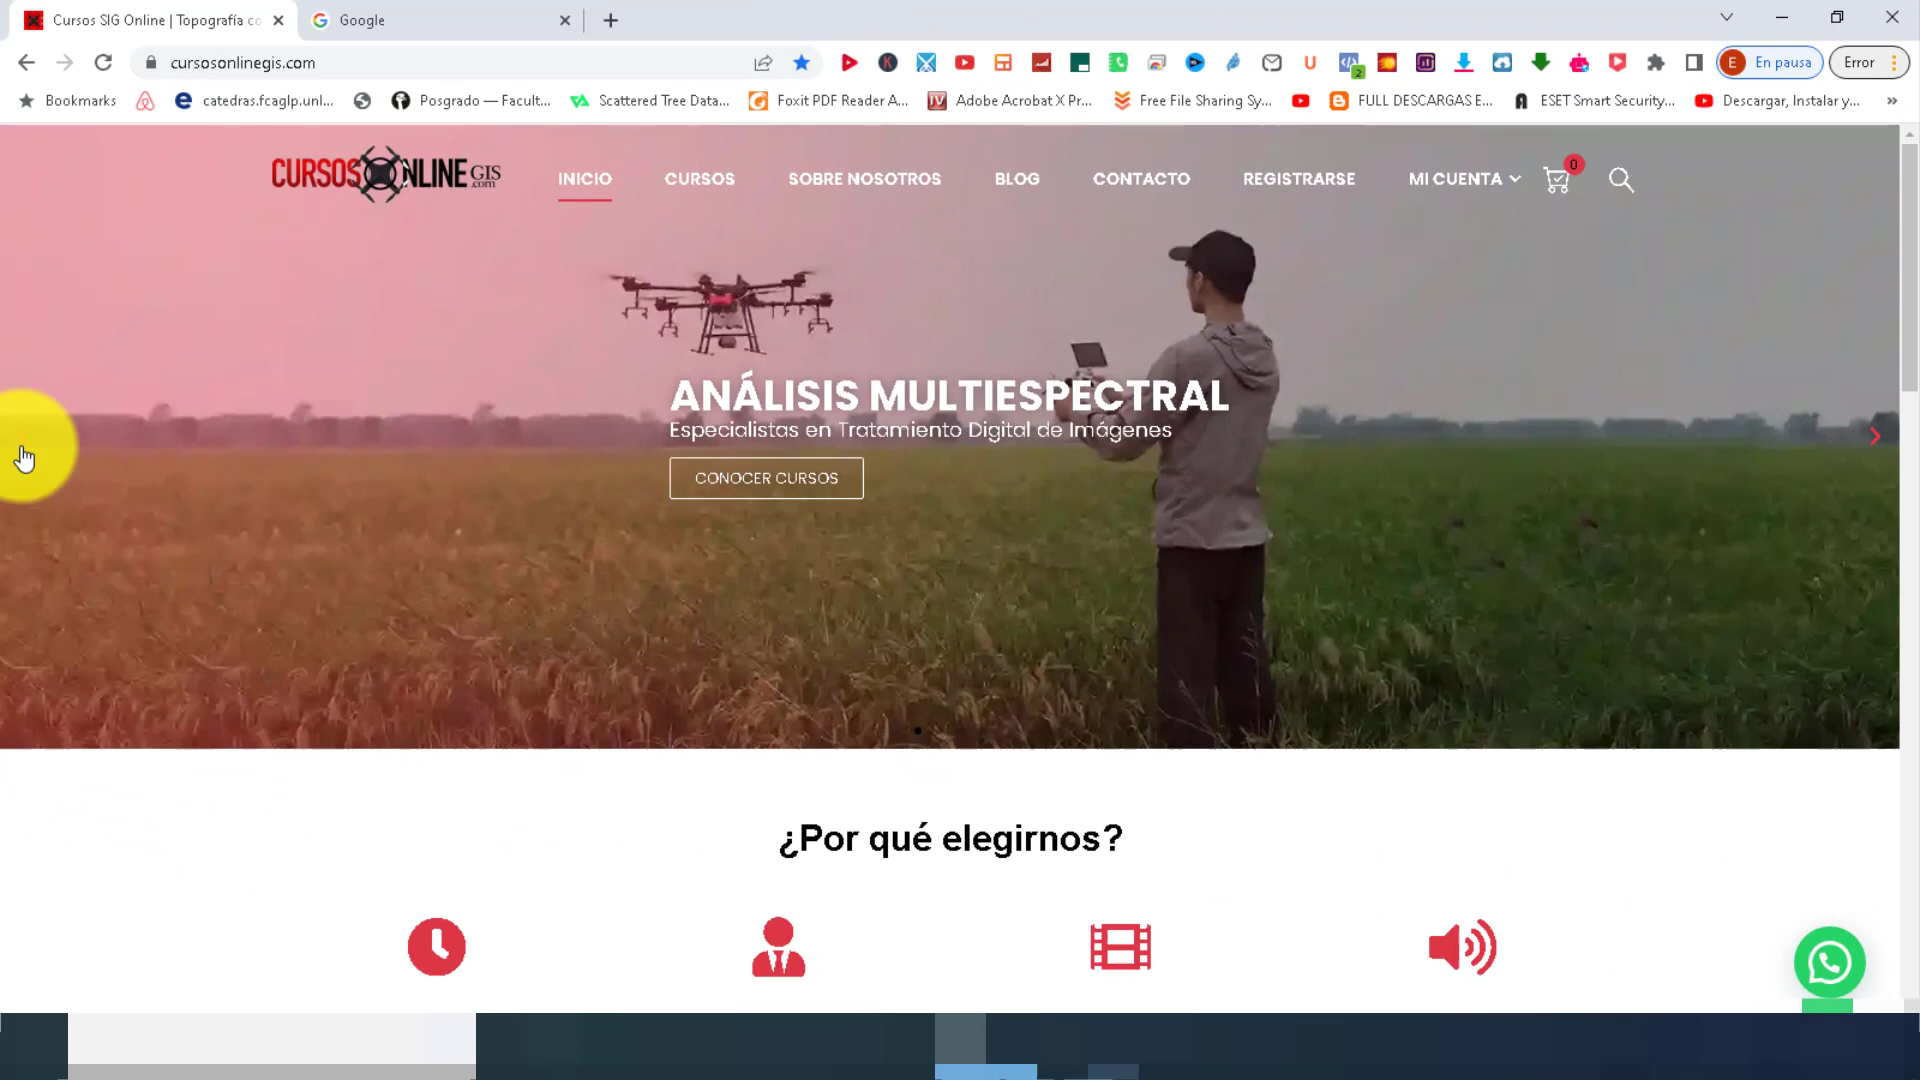 Cursos SIG Online | Topografía co
Google
cursosonlinegis.com
2
E
En pausa
Error
Bookmarks
catedras.fcaglp.unl...
Posgrado — Facult...
Scattered Tree Data...
Foxit PDF Reader A...
Adobe Acrobat X Pr...
Free File Sharing Sy...
FULL DESCARGAS E...
ESET Smart Security...
Descargar, Instalar y...
»
CURSOSONLINE GIS .com
INICIO
CURSOS
SOBRE NOSOTROS
BLOG
CONTACTO
REGISTRARSE
MI CUENTA
0
ANÁLISIS MULTIESPECTRAL
Especialistas en Tratamiento Digital de Imágenes
CONOCER CURSOS
¿Por qué elegirnos?